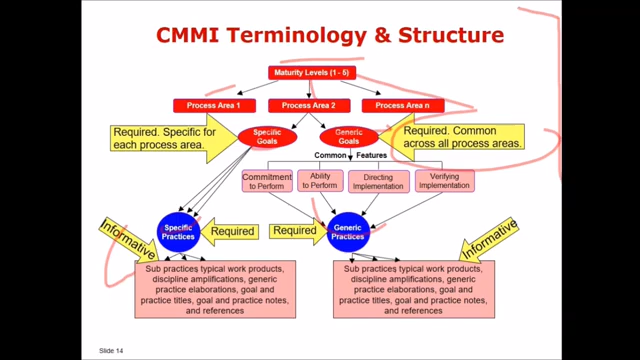 CMMI Terminology & Structure
Maturity Levels (1 - 5)
Process Area 1
Process Area 2
Process Area n
Required. Specific for
each process area.
Specific
Goals
Generic
Goals
Required. Common
across all process areas.
Common Features
Commitment
to Perform
Ability
to Perform
Directing
Implementation
Verifying
Implementation
Informative
Specific
Practices
Required
Required
Generic
Practices
Informative
Sub practices typical work products,
discipline amplifications, generic
practice elaborations, goal and
practice titles, goal and practice notes,
and references
Sub practices typical work products,
discipline amplifications, generic
practice elaborations, goal and
practice titles, goal and practice notes,
and references
Slide 14